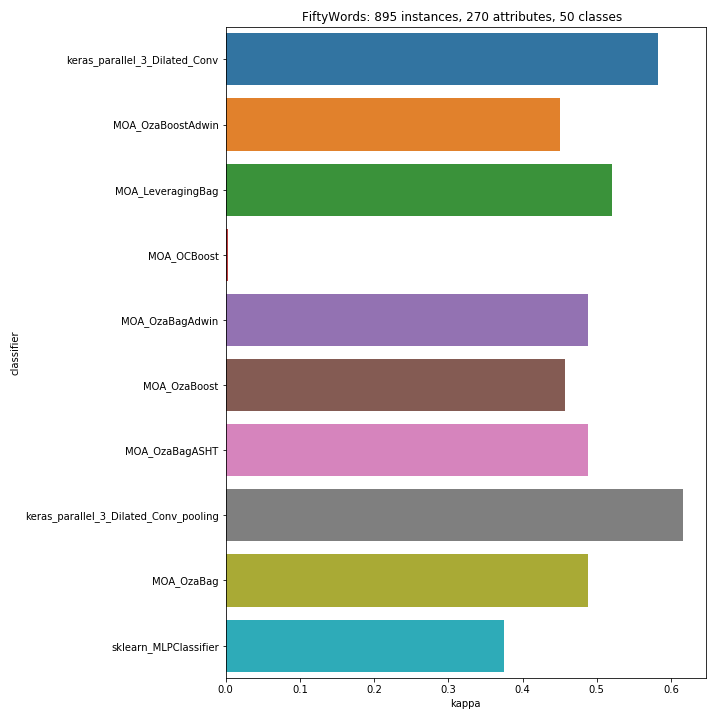 FiftyWords: 895 instances, 270 attributes, 50 classes
classifier
keras_parallel_3_Dilated_Conv
MOA_OzaBoostAdwin
MOA_LeveragingBag
MOA_OCBoost
MOA_OzaBagAdwin
MOA_OzaBoost
MOA_OzaBagASHT
keras_parallel_3_Dilated_Conv_pooling
MOA_OzaBag
sklearn_MLPClassifier
0.0 0.1 0.2 0.3 0.4 0.5 0.6
kappa